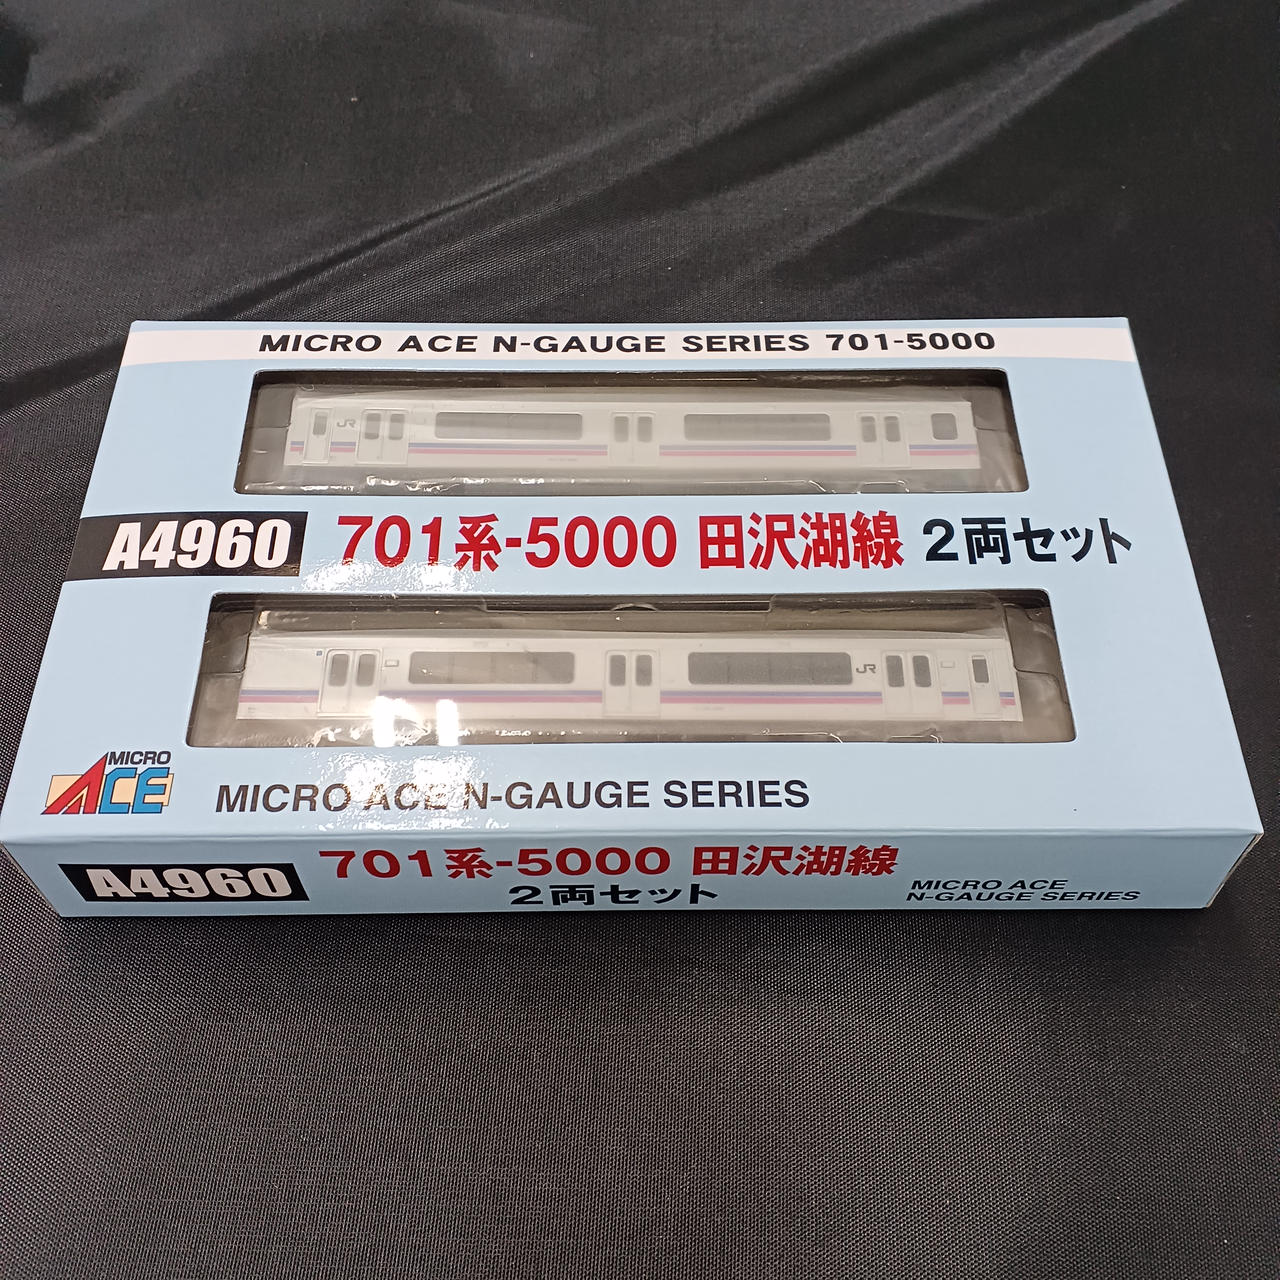 MICRO ACE N-GAUGE SERIES 701-5000
JR
A4960 701系-5000 田沢湖線 2両セット
JR
MICRO
ACE
MICRO ACE N-GAUGE SERIES
A4960 701系-5000 田沢湖線
2両セット
MICRO ACE
N-GAUGE SERIES